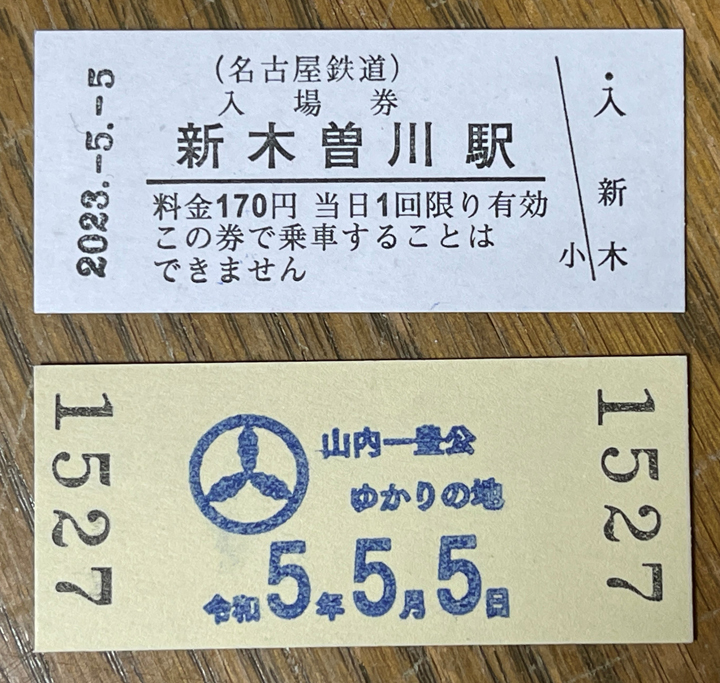 2023.-5.-5
(名古屋鉄道)
入場券
新木曽川駅
料金170円 当日1回限り有効
この券で乗車することは
できません
・入
新木
小
1527
山内一豊公
ゆかりの地
令和5年5月5日
1527